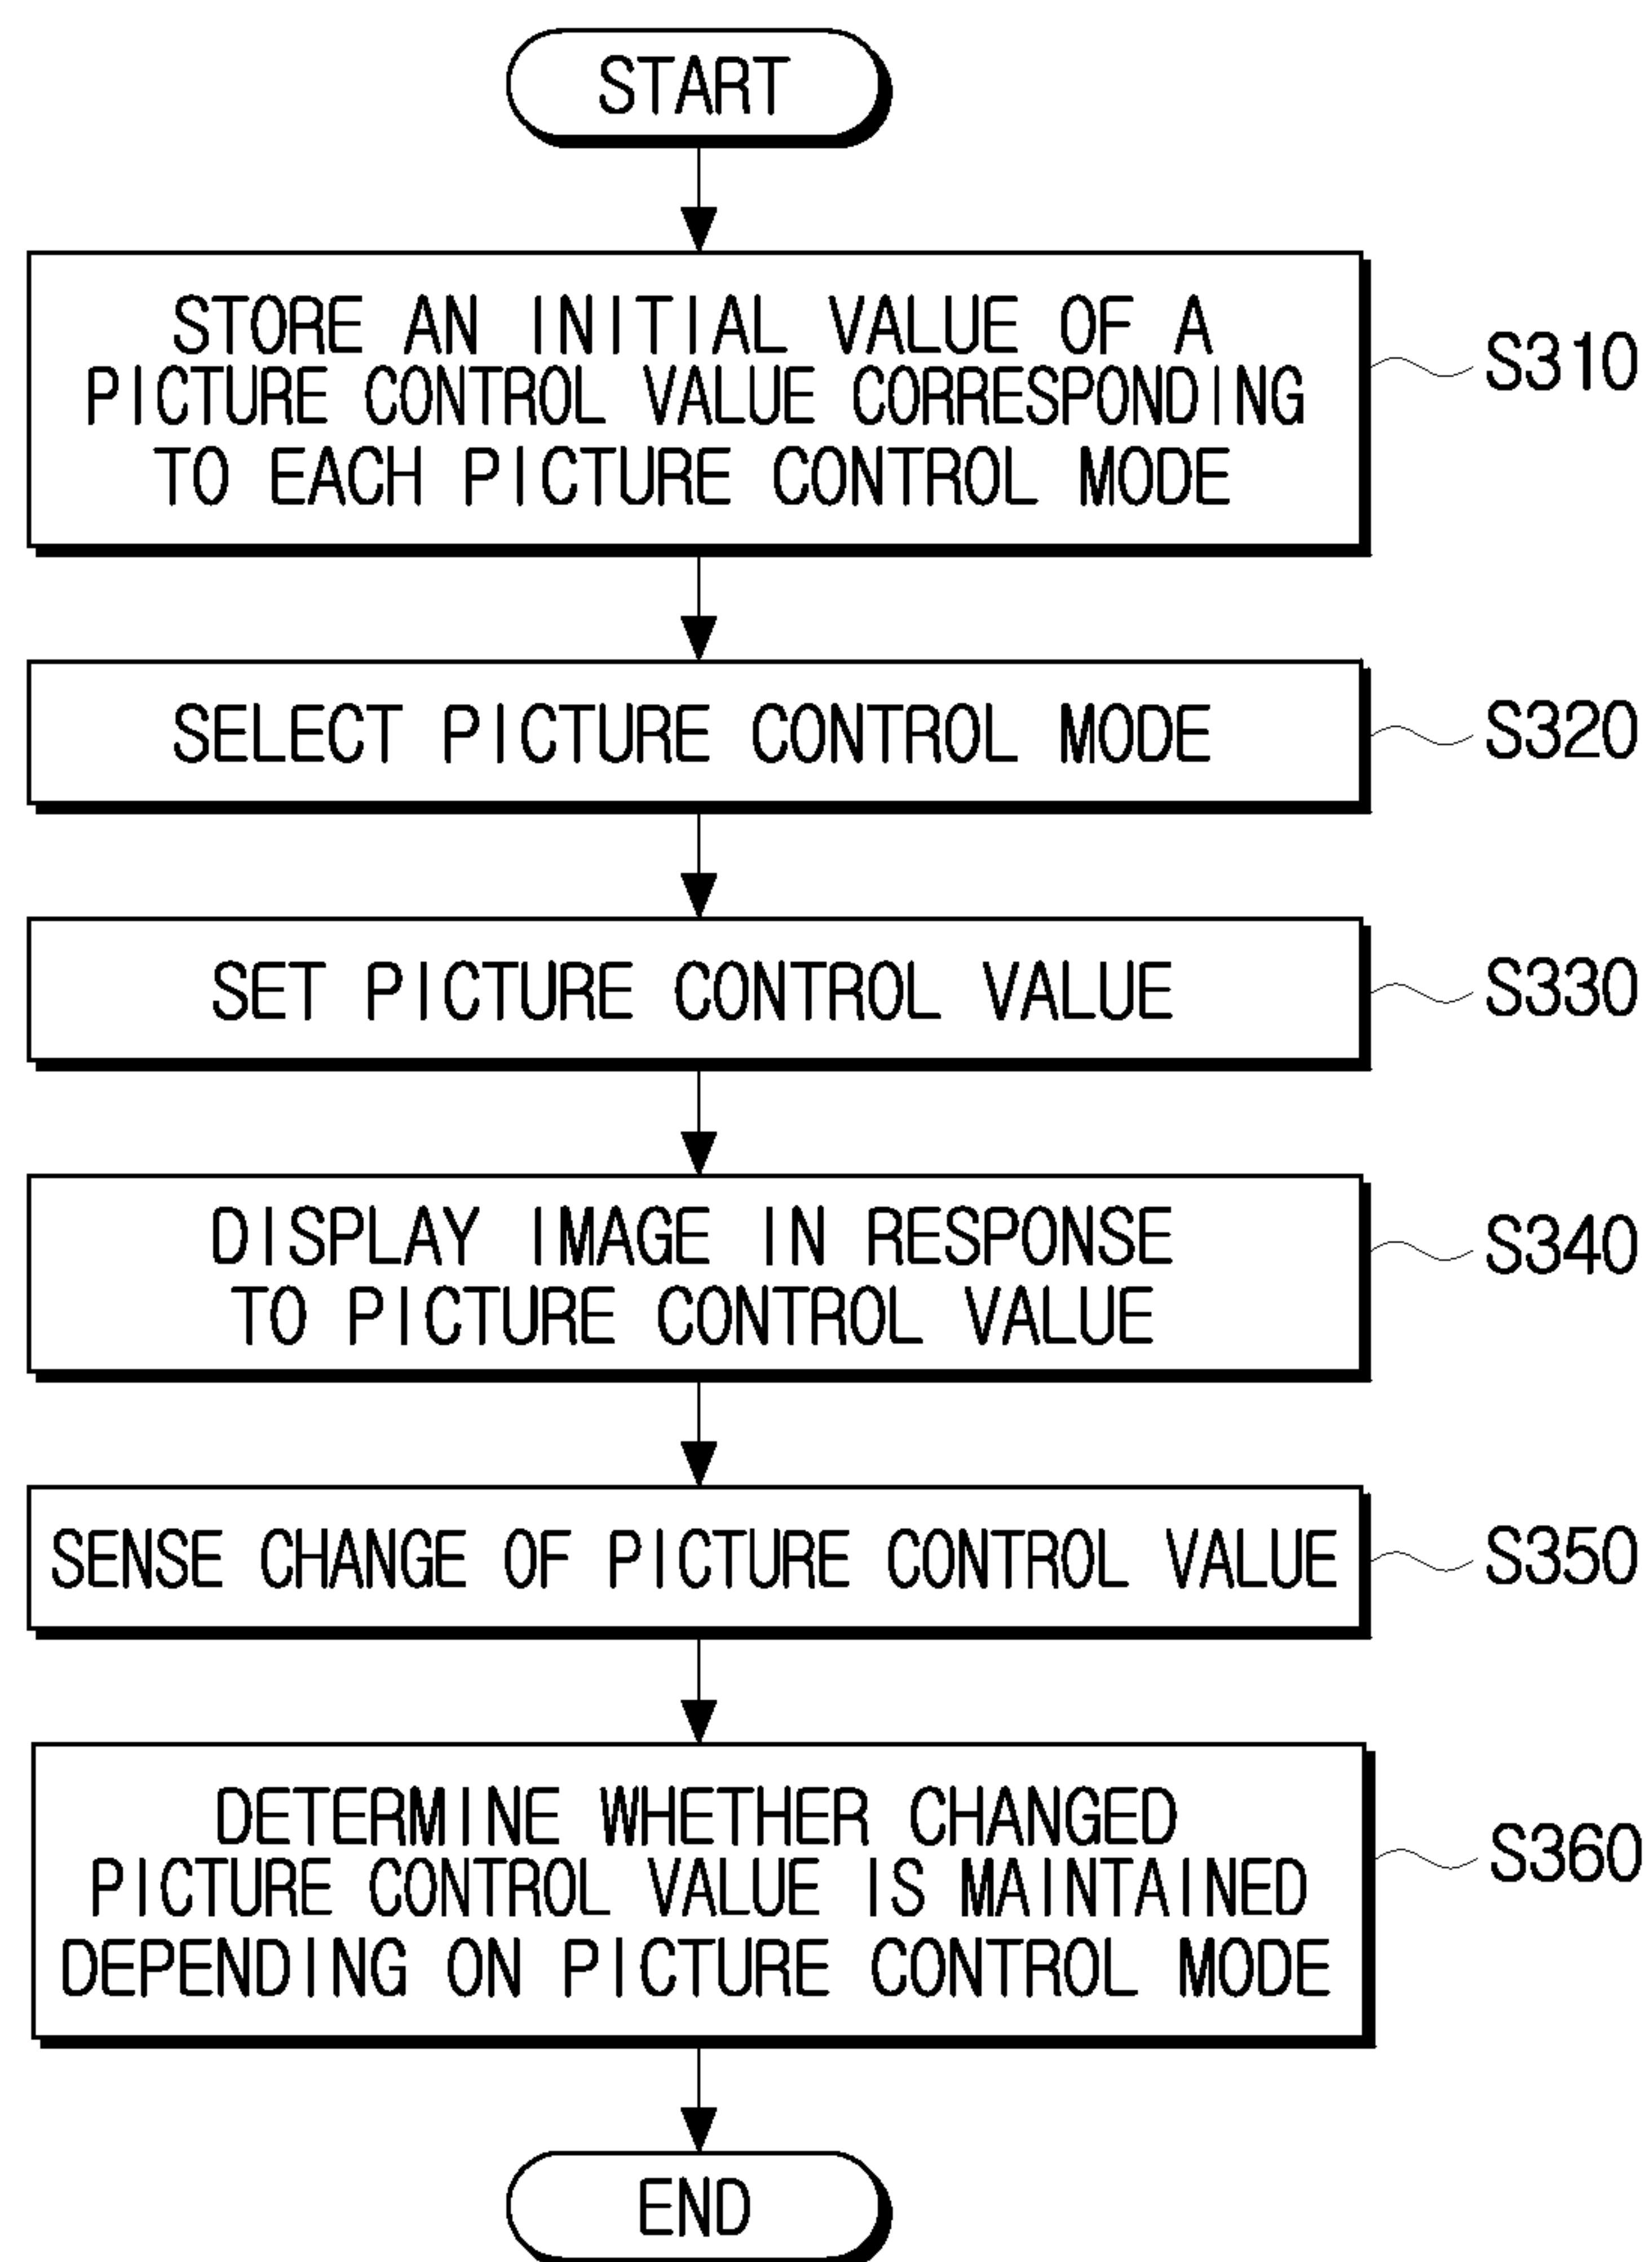 START
STORE AN INITIAL VALUE OF A
PICTURE CONTROL VALUE CORRESPONDING
TO EACH PICTURE CONTROL MODE
S310
SELECT PICTURE CONTROL MODE
S320
SET PICTURE CONTROL VALUE
S330
DISPLAY IMAGE IN RESPONSE
TO PICTURE CONTROL VALUE
S340
SENSE CHANGE OF PICTURE CONTROL VALUE
S350
DETERMINE WHETHER CHANGED
PICTURE CONTROL VALUE IS MAINTAINED
DEPENDING ON PICTURE CONTROL MODE
S360
END